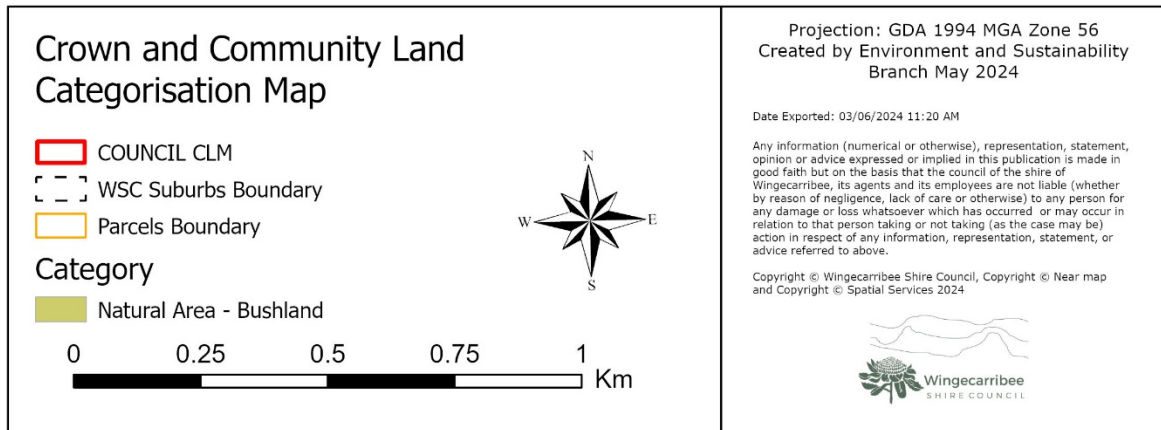 Crown and Community Land
Categorisation Map
COUNCIL CLM
WSC Suburbs Boundary
Parcels Boundary
Category
Natural Area - Bushland
0 0.25 0.5 0.75 1
Km
N
W E
S
Projection: GDA 1994 MGA Zone 56
Created by Environment and Sustainability
Branch May 2024
Date Exported: 03/06/2024 11:20 AM
Any information (numerical or otherwise), representation, statement,
opinion or advice expressed or implied in this publication is made in
good faith but on the basis that the council of the shire of
Wingecarribee, its agents and its employees are not liable (whether
by reason of negligence, lack of care or otherwise) to any person for
any damage or loss whatsoever which has occurred or may occur in
relation to that person taking or not taking (as the case may be)
action in respect of any information, representation, statement, or
advice referred to above.
Copyright © Wingecarribee Shire Council, Copyright © Near map
and Copyright © Spatial Services 2024
Wingecarribee
SHIRE COUNCIL